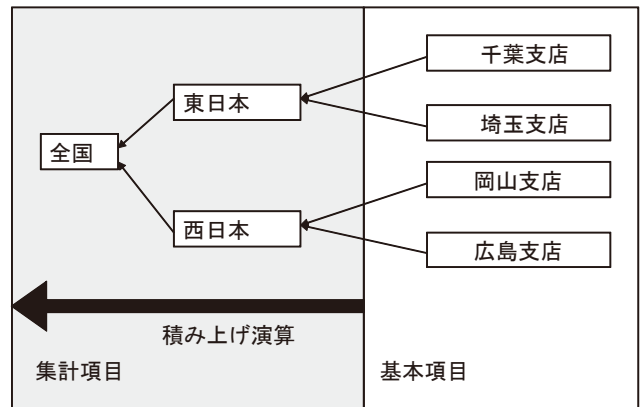 千葉支店
東日本
埼玉支店
全国
岡山支店
西日本
広島支店
積み上げ演算
集計項目
基本項目